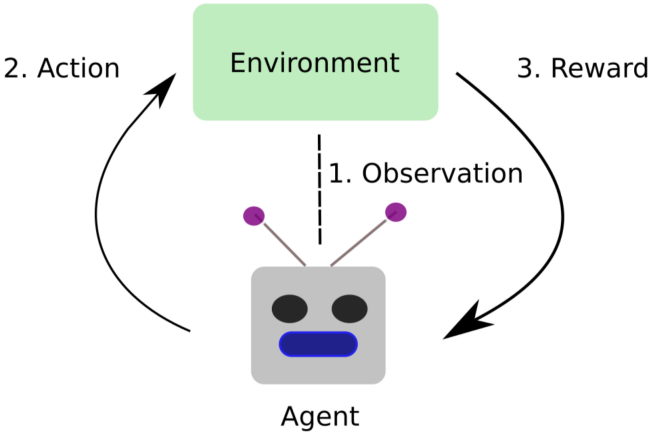 Environment
2. Action
3. Reward
1. Observation
Agent